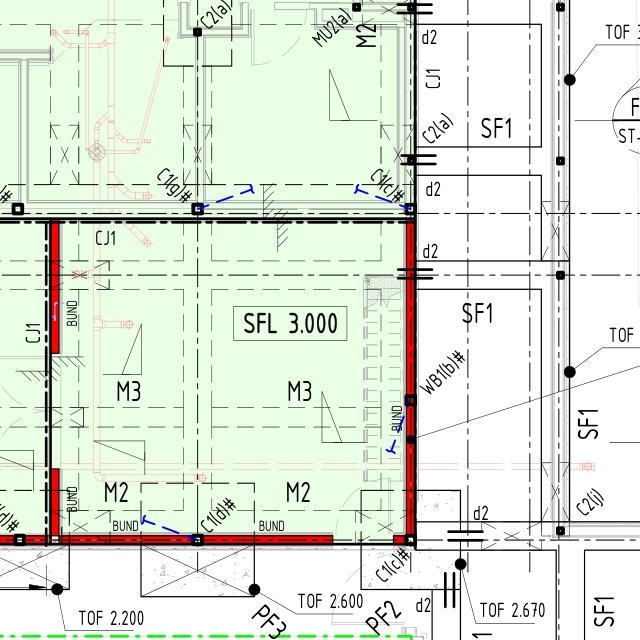 C2(a)
MU2(a)
M2
d2
CJ1
TOF
C2(a)
SF1
F
ST-
C1(g)#
C1(c)#
d2
#
CJ1
d2
BUND
CJ1
SFL 3.000
SF1
TOF
WB1(b)#
M3
M3
BUND
SF1
BUND
M2
M2
C2(j)
(d)#
BUND
C1(d)#
BUND
d2
C1(c)#
TOF 2.200
TOF 2.600
PF3
PF2
d2
TOF 2.670
1
SF1